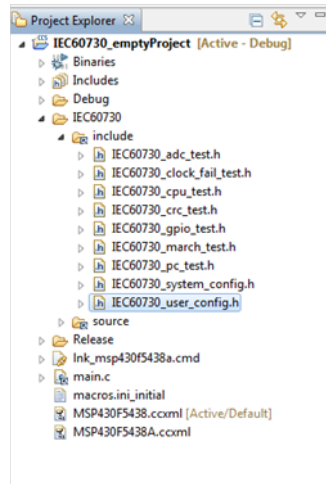 Project Explorer
IEC60730_emptyProject [Active - Debug]
Binaries
Includes
Debug
IEC60730
include
IEC60730_adc_test.h
IEC60730_clock_fail_test.h
IEC60730_cpu_test.h
IEC60730_crc_test.h
IEC60730_gpio_test.h
IEC60730_march_test.h
IEC60730_pc_test.h
IEC60730_system_config.h
IEC60730_user_config.h
source
Release
lnk_msp430f5438a.cmd
main.c
macros.ini_initial
MSP430F5438.ccxml [Active/Default]
MSP430F5438A.ccxml